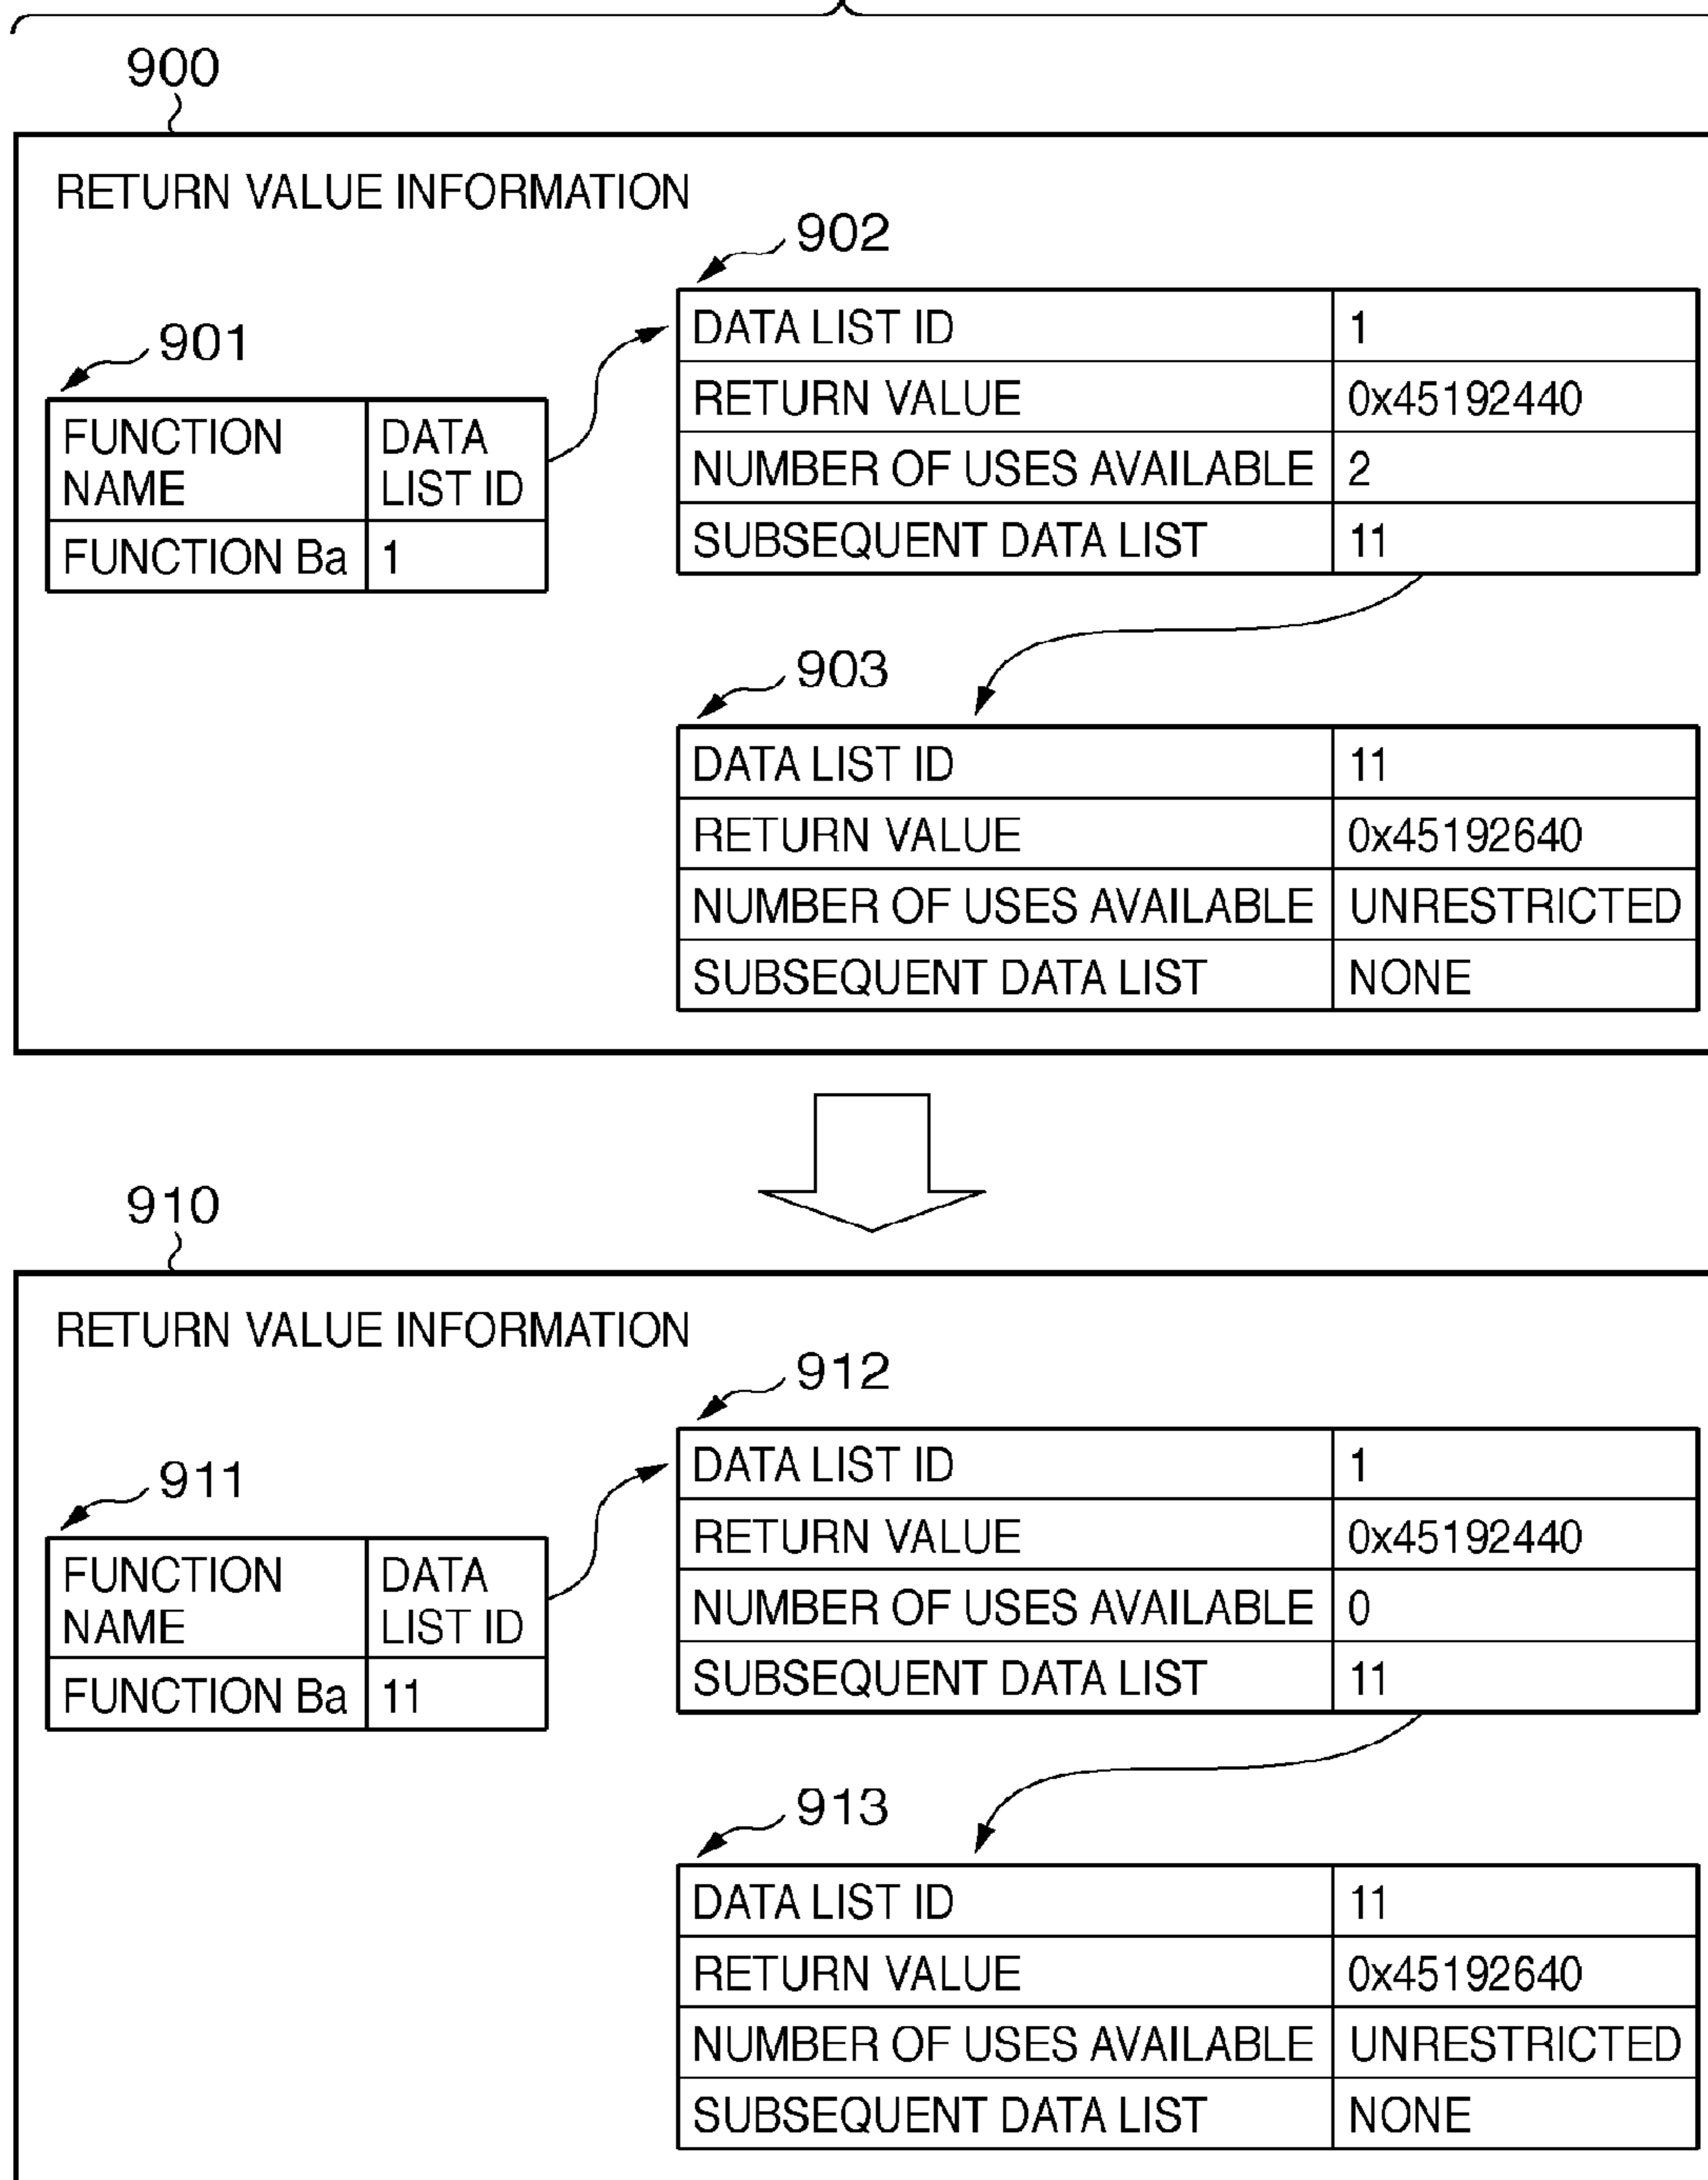 900
RETURN VALUE INFORMATION
902
DATA LIST ID 1
901
RETURN VALUE 0x45192440
FUNCTION NAME DATA LIST ID
NUMBER OF USES AVAILABLE 2
FUNCTION Ba 1
SUBSEQUENT DATA LIST 11
903
DATA LIST ID 11
RETURN VALUE 0x45192640
NUMBER OF USES AVAILABLE UNRESTRICTED
SUBSEQUENT DATA LIST NONE
910
RETURN VALUE INFORMATION
912
DATA LIST ID 1
911
RETURN VALUE 0x45192440
FUNCTION NAME DATA LIST ID
NUMBER OF USES AVAILABLE 0
FUNCTION Ba 11
SUBSEQUENT DATA LIST 11
913
DATA LIST ID 11
RETURN VALUE 0x45192640
NUMBER OF USES AVAILABLE UNRESTRICTED
SUBSEQUENT DATA LIST NONE